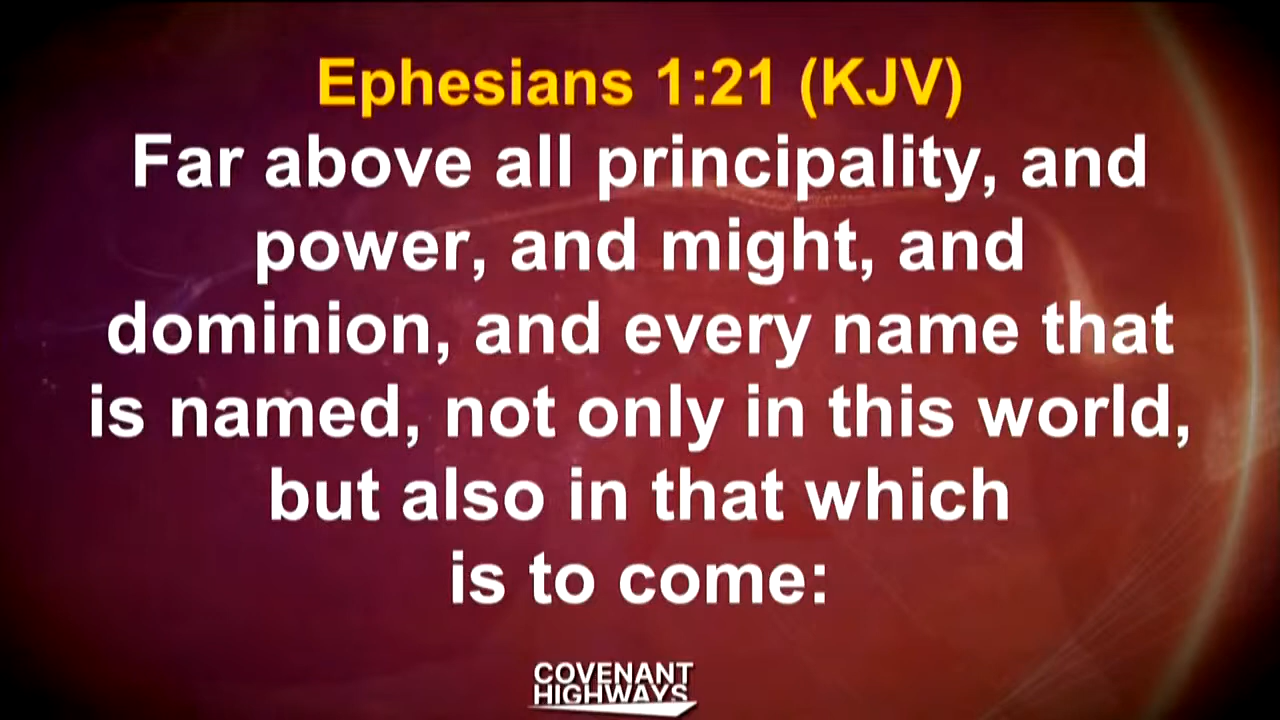 Ephesians 1:21 (KJV)
Far above all principality, and
power, and might, and
dominion, and every name that
is named, not only in this world,
but also in that which
is to come:
COVENANT
HIGHWAYS